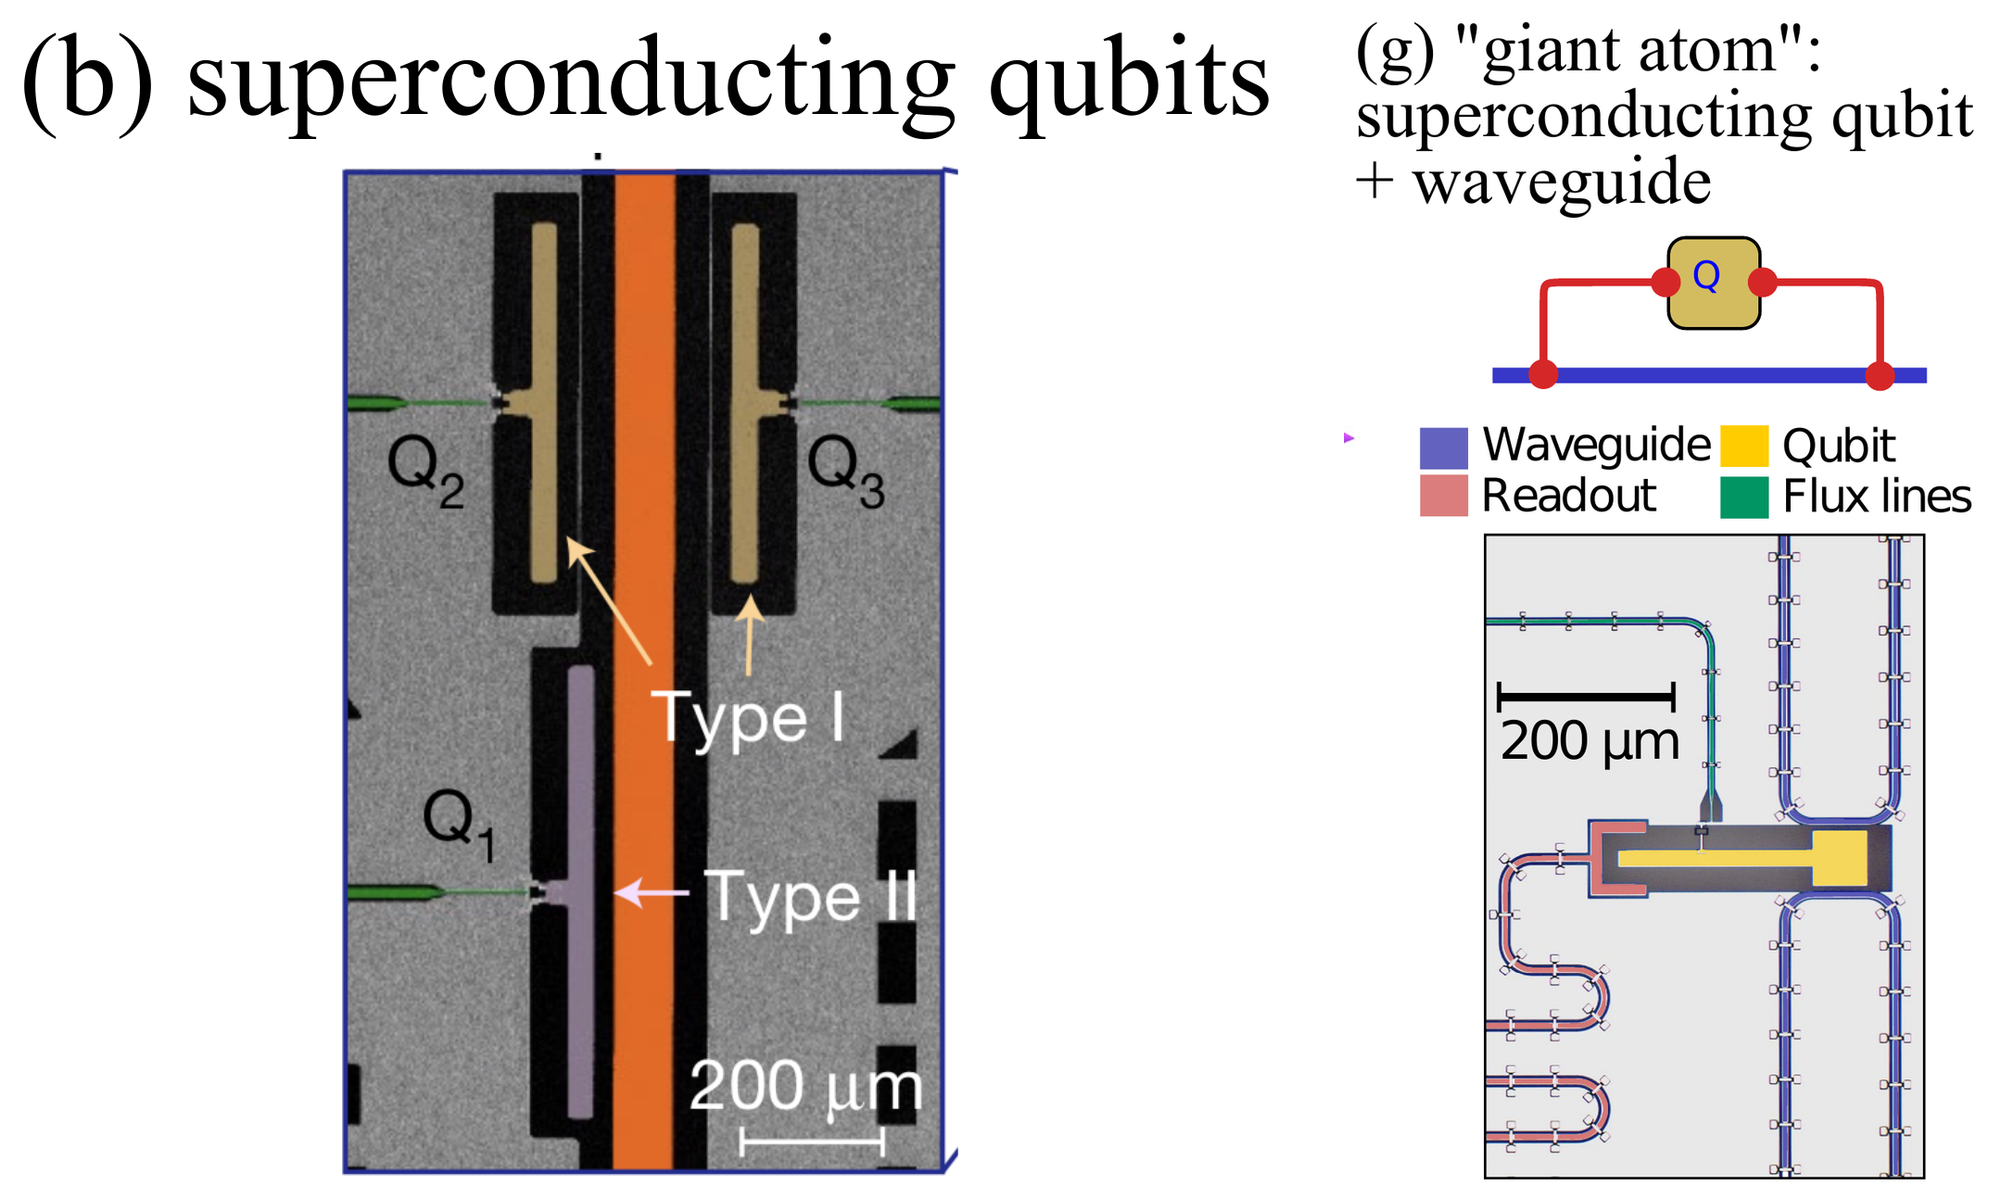 (b) superconducting qubits
Q2
Q3
Type I
Q1
Type II
200 μm
(g) "giant atom":
superconducting qubit
+ waveguide
Q
Waveguide Qubit
Readout Flux lines
200 μm